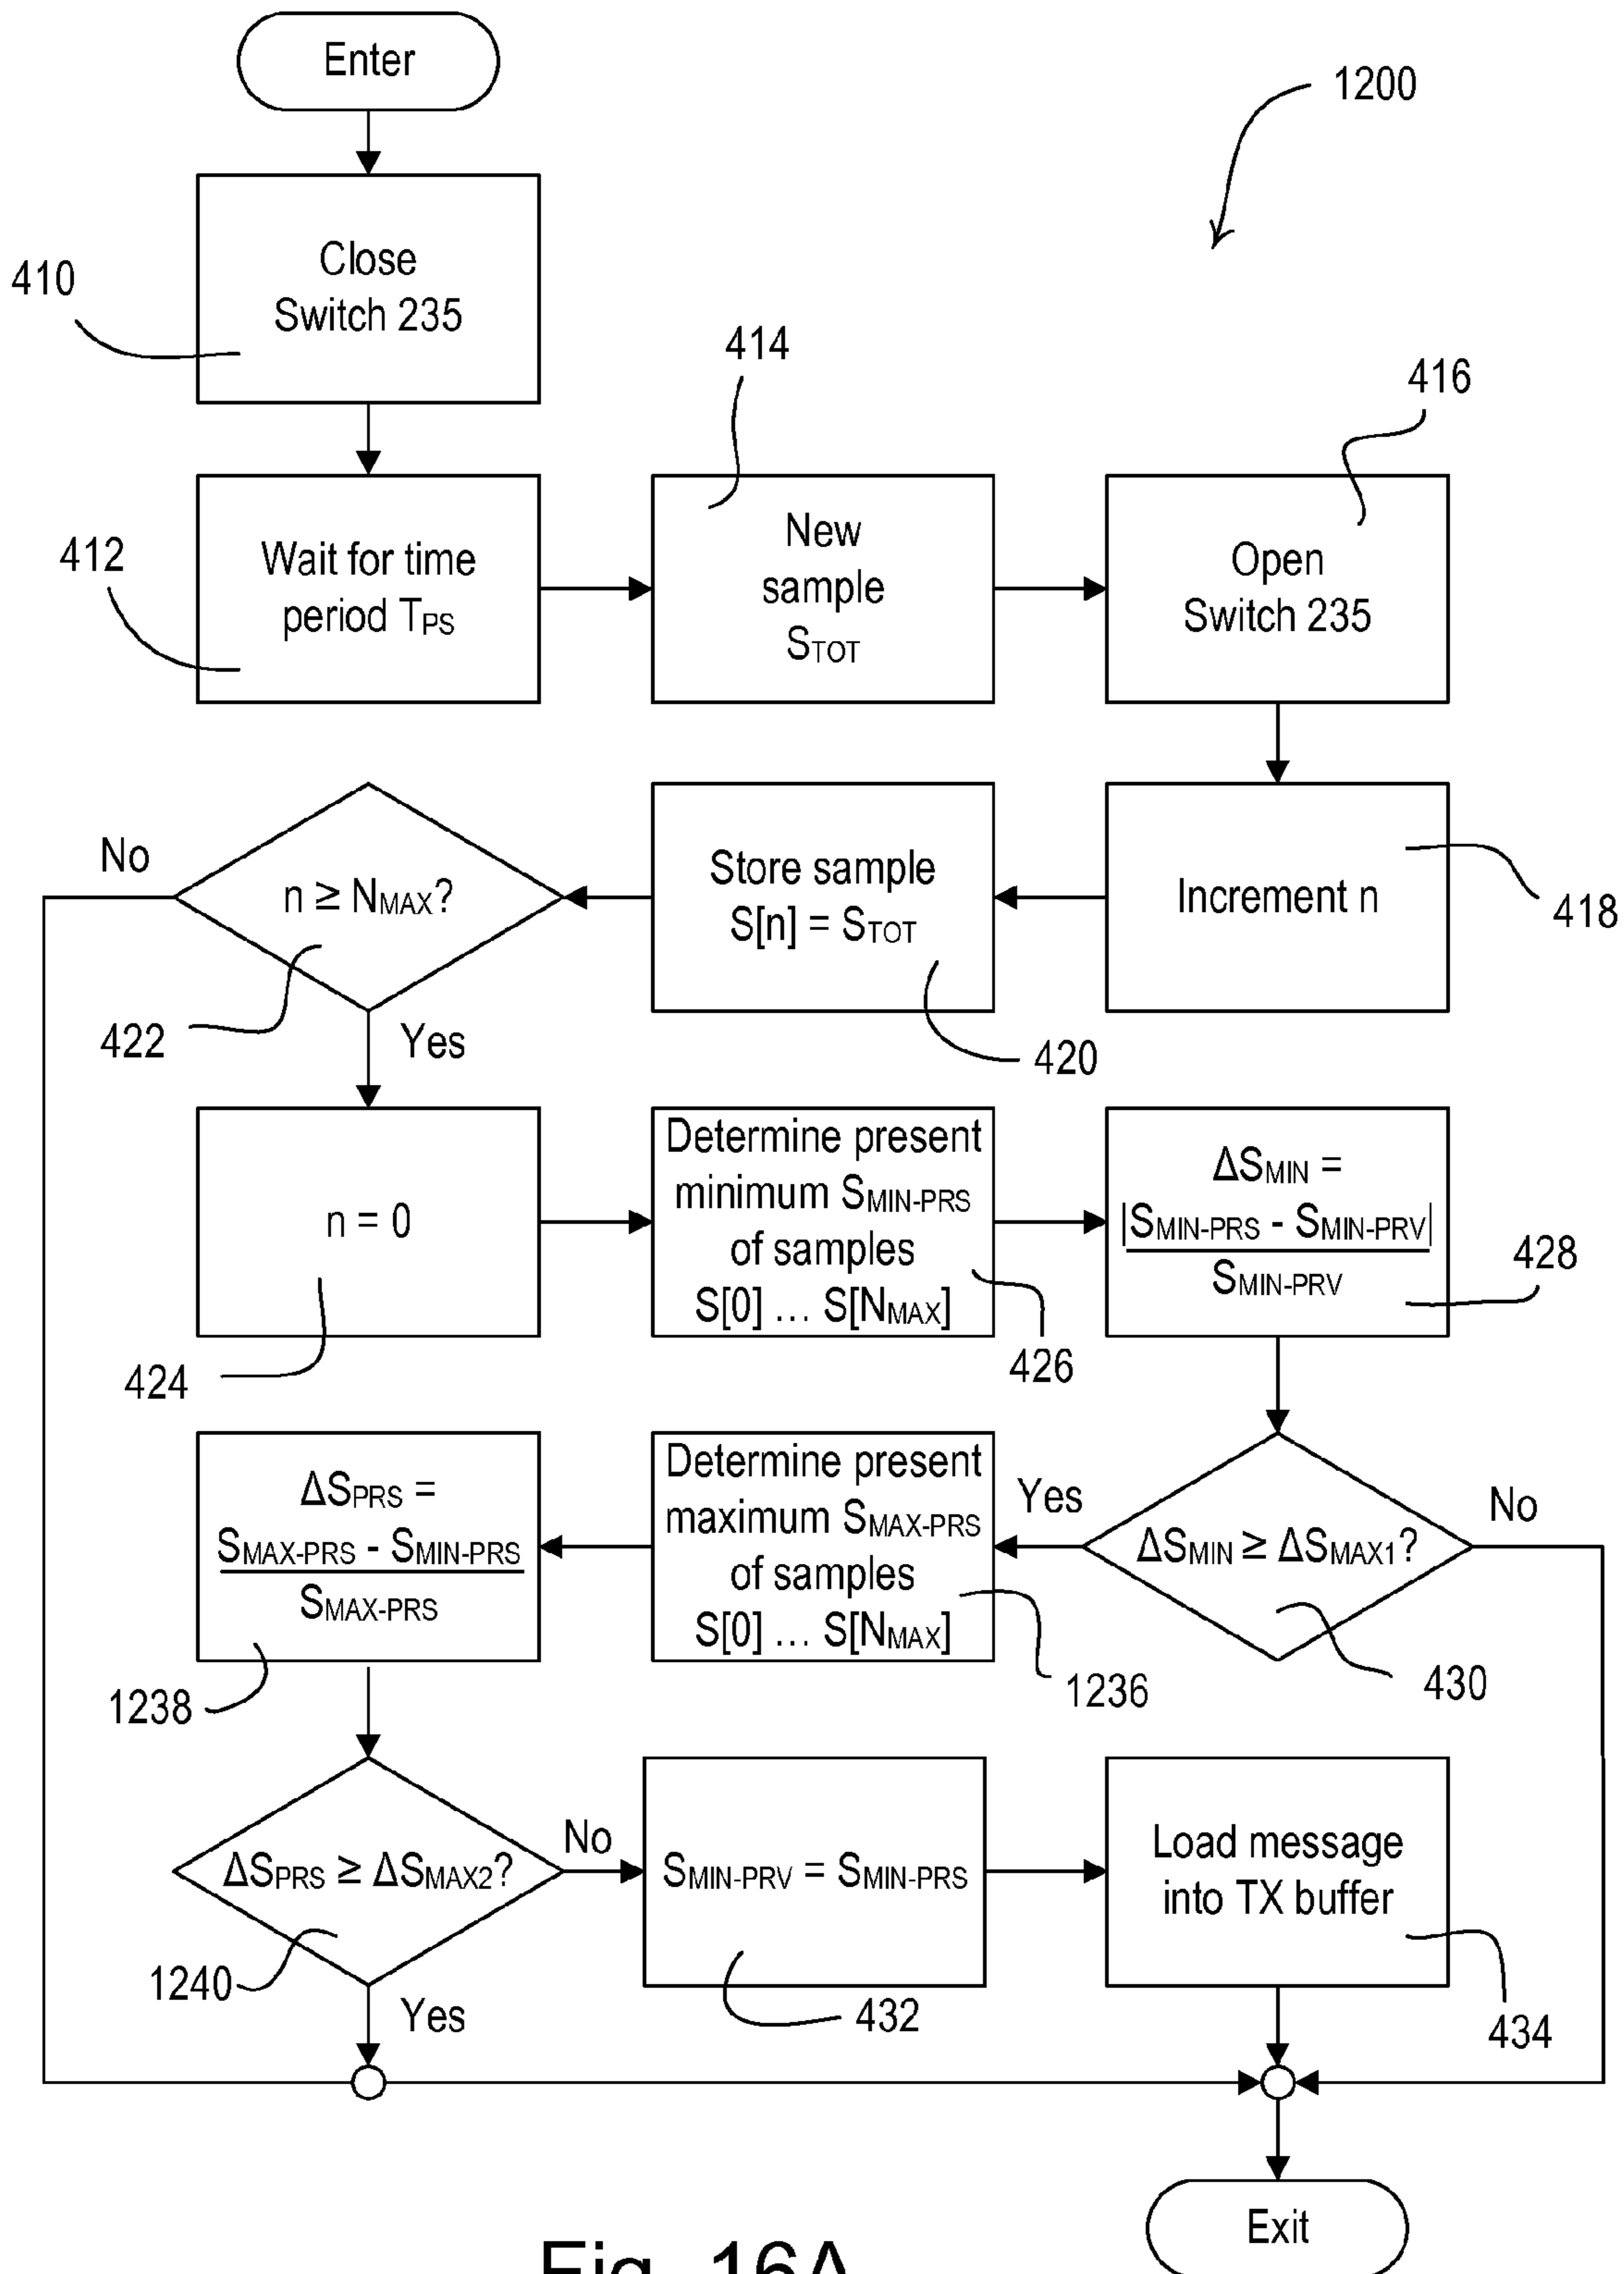 Enter
1200
410
Close
Switch 235
414
416
412
Wait for time
period TPS
New
sample
STOT
Open
Switch 235
No
n ≥ NMAX?
Store sample
S[n] = STOT
Increment n
418
422
Yes
420
n = 0
Determine present
minimum SMIN-PRS
of samples
S[0] ... S[NMAX]
ΔSMIN =
|SMIN-PRS - SMIN-PRV|
SMIN-PRV
428
424
426
ΔSPRS =
SMAX-PRS - SMIN-PRS
SMAX-PRS
Determine present
maximum SMAX-PRS
of samples
S[0] ... S[NMAX]
Yes
ΔSMIN ≥ ΔSMAX1?
No
1238
1236
430
ΔSPRS ≥ ΔSMAX2?
No
SMIN-PRV = SMIN-PRS
Load message
into TX buffer
1240
Yes
432
434
Exit
Fig. 16A